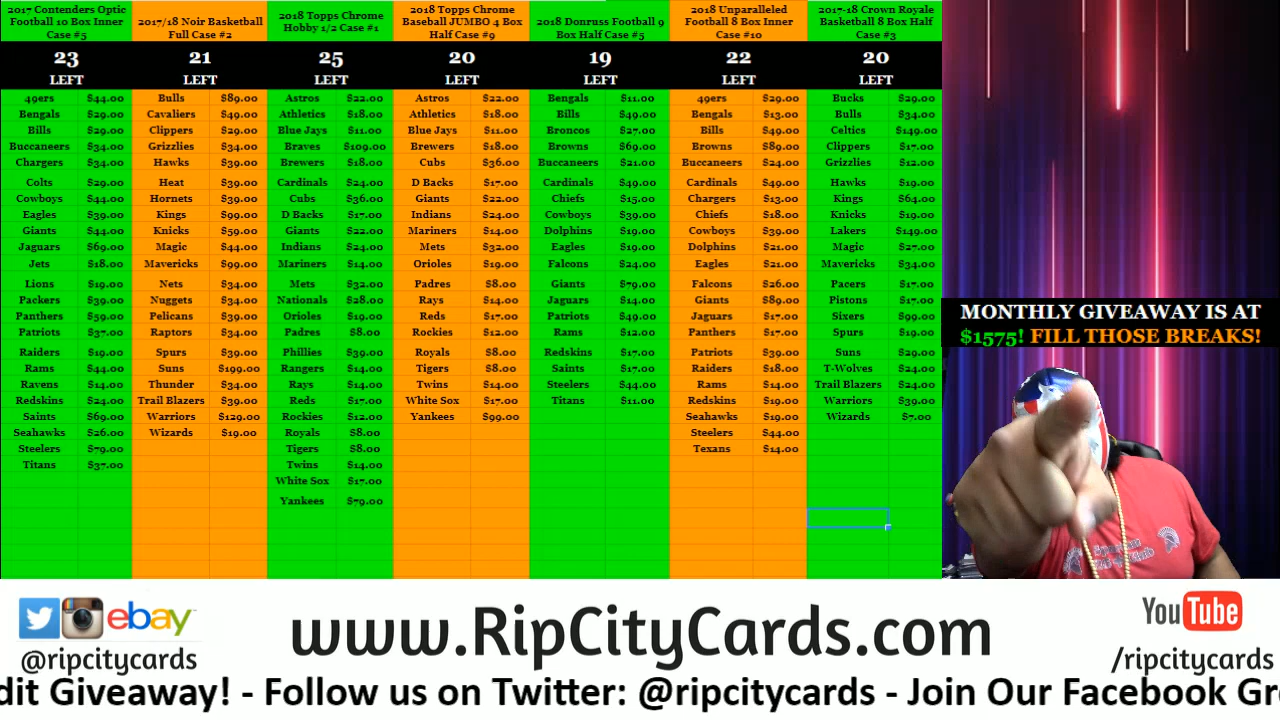 2017 Contenders Optic
Football 10 Box Inner
Case #5
23
LEFT
49ers $44.00
Bengals $29.00
Bills $29.00
Buccaneers $34.00
Chargers $34.00
Colts $29.00
Cowboys $44.00
Eagles $39.00
Giants $44.00
Jaguars $69.00
Jets $18.00
Lions $19.00
Packers $39.00
Panthers $59.00
Patriots $37.00
Raiders $19.00
Rams $44.00
Ravens $14.00
Redskins $24.00
Saints $69.00
Seahawks $26.00
Steelers $79.00
Titans $37.00
2017/18 Noir Basketball
Full Case #2
21
LEFT
Bulls $89.00
Cavaliers $49.00
Clippers $29.00
Grizzlies $34.00
Hawks $39.00
Heat $39.00
Hornets $39.00
Kings $99.00
Knicks $59.00
Magic $44.00
Mavericks $99.00
Nets $34.00
Nuggets $34.00
Pelicans $39.00
Raptors $34.00
Spurs $39.00
Suns $199.00
Thunder $34.00
Trail Blazers $39.00
Warriors $129.00
Wizards $19.00
2018 Topps Chrome
Hobby 1/2 Case #1
25
LEFT
Astros $22.00
Athletics $18.00
Blue Jays $11.00
Braves $109.00
Brewers $18.00
Cardinals $24.00
Cubs $36.00
D Backs $17.00
Giants $22.00
Indians $24.00
Mariners $14.00
Mets $32.00
Nationals $28.00
Orioles $19.00
Padres $8.00
Phillies $39.00
Rangers $14.00
Rays $14.00
Reds $17.00
Rockies $12.00
Royals $8.00
Tigers $8.00
Twins $14.00
White Sox $17.00
Yankees $79.00
2018 Topps Chrome
Baseball JUMBO 4 Box
Half Case #9
20
LEFT
Astros $22.00
Athletics $18.00
Blue Jays $11.00
Brewers $18.00
Cubs $36.00
D Backs $17.00
Giants $22.00
Indians $24.00
Mariners $14.00
Mets $32.00
Orioles $19.00
Padres $8.00
Rays $14.00
Reds $17.00
Rockies $12.00
Royals $8.00
Tigers $8.00
Twins $14.00
White Sox $17.00
Yankees $99.00
2018 Donruss Football 9
Box Half Case #5
19
LEFT
Bengals $11.00
Bills $49.00
Broncos $27.00
Browns $69.00
Buccaneers $21.00
Cardinals $49.00
Chiefs $15.00
Cowboys $39.00
Dolphins $19.00
Eagles $19.00
Falcons $24.00
Giants $79.00
Jaguars $14.00
Patriots $49.00
Rams $12.00
Redskins $17.00
Saints $17.00
Steelers $44.00
Titans $11.00
2018 Unparalleled
Football 8 Box Inner
Case #10
22
LEFT
49ers $29.00
Bengals $13.00
Bills $49.00
Browns $89.00
Buccaneers $24.00
Cardinals $49.00
Chargers $13.00
Chiefs $18.00
Cowboys $39.00
Dolphins $21.00
Eagles $21.00
Falcons $26.00
Giants $89.00
Jaguars $17.00
Panthers $17.00
Patriots $39.00
Raiders $18.00
Rams $14.00
Redskins $19.00
Seahawks $19.00
Steelers $44.00
Texans $14.00
2017-18 Crown Royale
Basketball 8 Box Half
Case #3
20
LEFT
Bucks $29.00
Bulls $34.00
Celtics $149.00
Clippers $17.00
Grizzlies $12.00
Hawks $19.00
Kings $64.00
Knicks $19.00
Lakers $149.00
Magic $27.00
Mavericks $34.00
Pacers $17.00
Pistons $17.00
Sixers $99.00
Spurs $19.00
Suns $29.00
T-Wolves $24.00
Trail Blazers $24.00
Warriors $39.00
Wizards $7.00
MONTHLY GIVEAWAY IS AT
$1575! FILL THOSE BREAKS!
ebay
@ripcitycards
www.RipCityCards.com
YouTube
/ripcitycards
dit Giveaway! - Follow us on Twitter: @ripcitycards - Join Our Facebook Gr